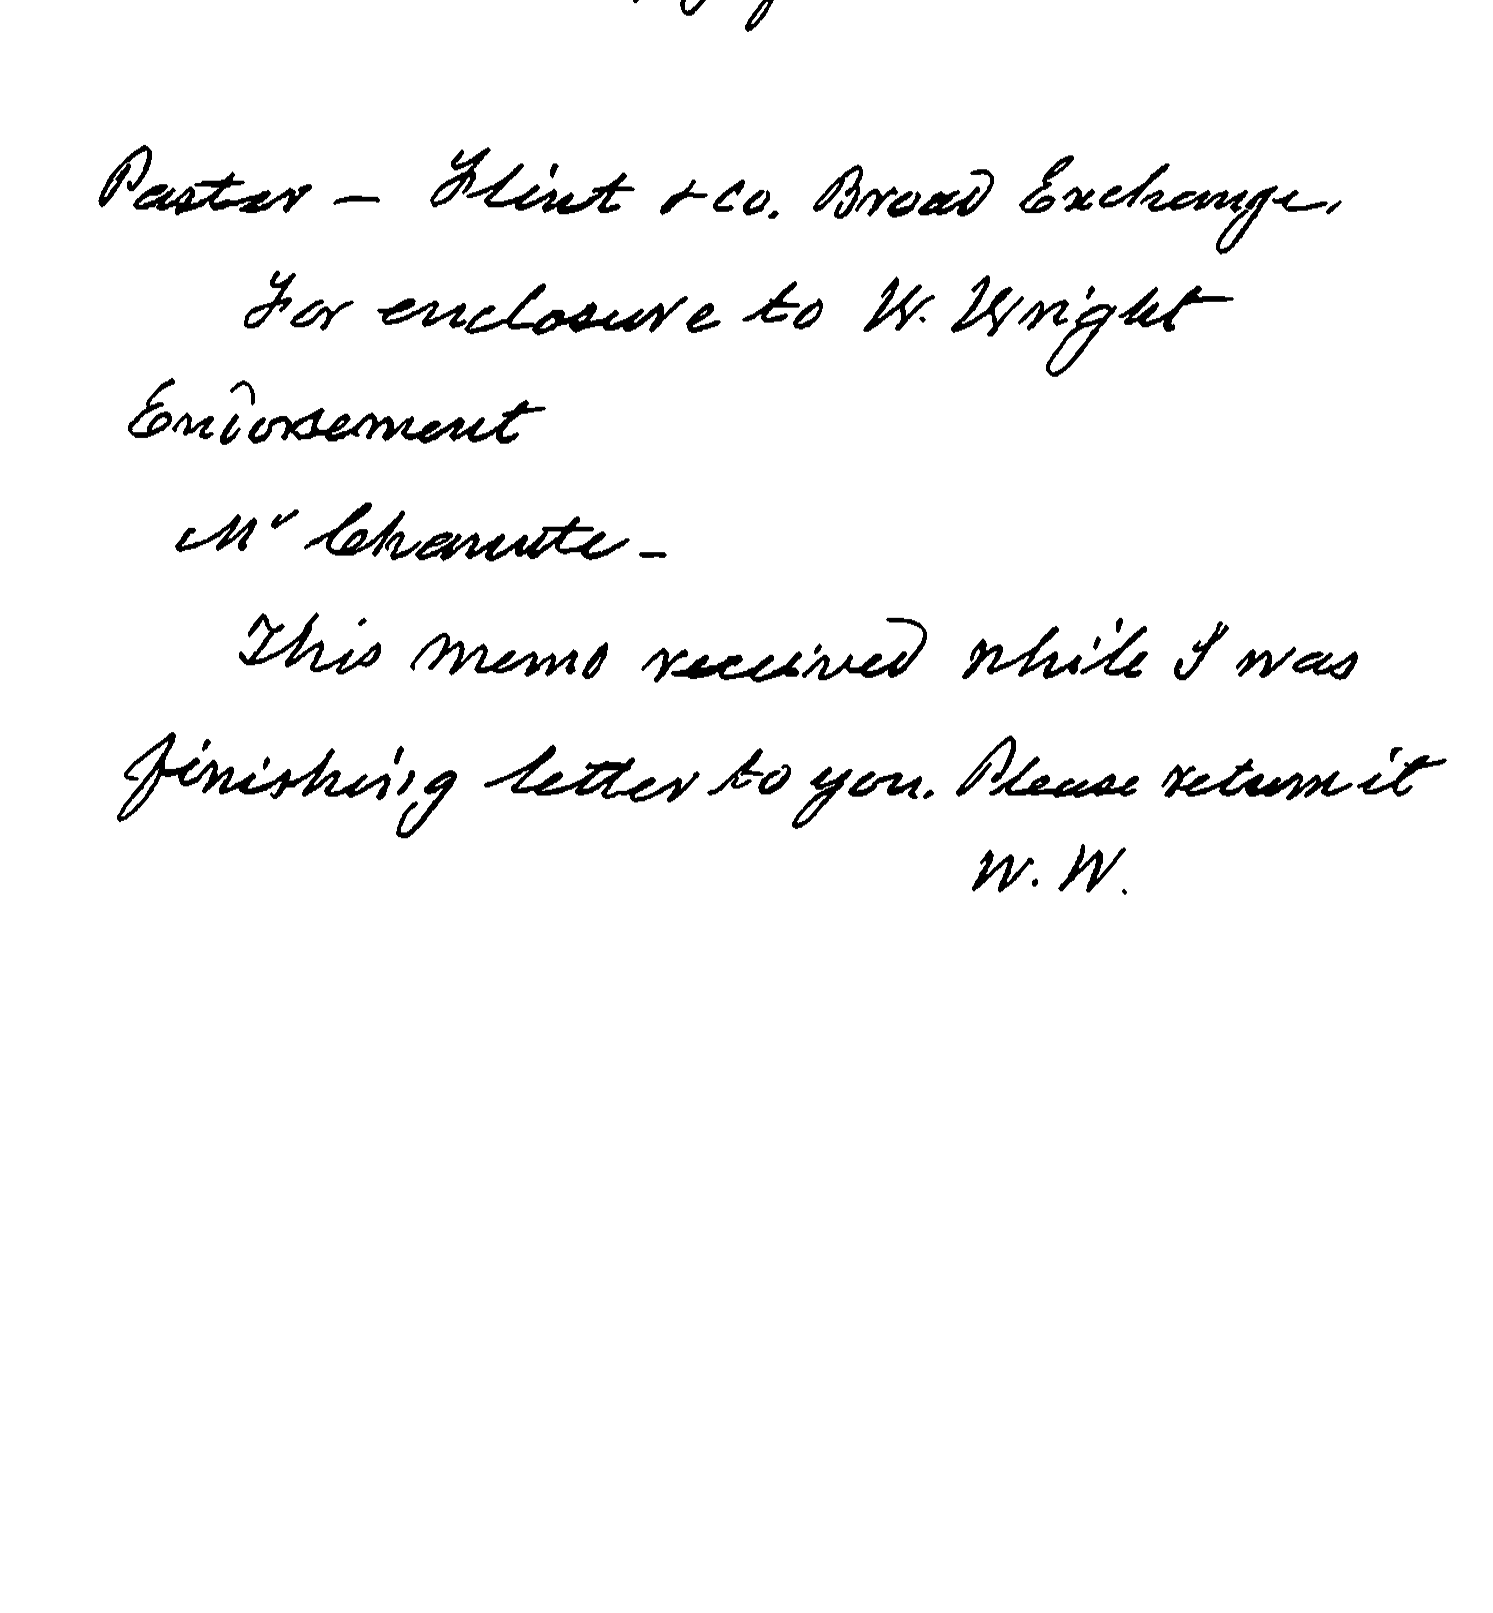 Paster – Flint & Co. Broad Exchange,
For enclosure to W. Wright
Endorsement
Mr Chanute –
This memo received while I was
finishing letter to you. Please return it
W. W.